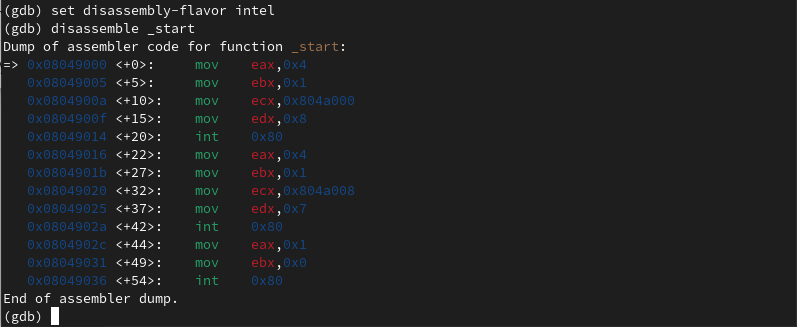 (gdb) set disassembly-flavor intel
(gdb) disassemble _start
Dump of assembler code for function _start:
=> 0x08049000 <+0>:     mov    eax,0x4
   0x08049005 <+5>:     mov    ebx,0x1
   0x0804900a <+10>:    mov    ecx,0x804a000
   0x0804900f <+15>:    mov    edx,0x8
   0x08049014 <+20>:    int    0x80
   0x08049016 <+22>:    mov    eax,0x4
   0x0804901b <+27>:    mov    ebx,0x1
   0x08049020 <+32>:    mov    ecx,0x804a008
   0x08049025 <+37>:    mov    edx,0x7
   0x0804902a <+42>:    int    0x80
   0x0804902c <+44>:    mov    eax,0x1
   0x08049031 <+49>:    mov    ebx,0x0
   0x08049036 <+54>:    int    0x80
End of assembler dump.
(gdb)